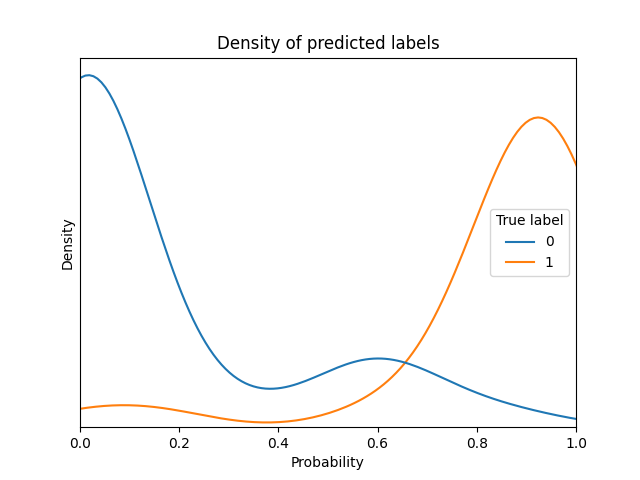 Density of predicted labels
Density
True label
0
1
0.0 0.2 0.4 0.6 0.8 1.0
Probability